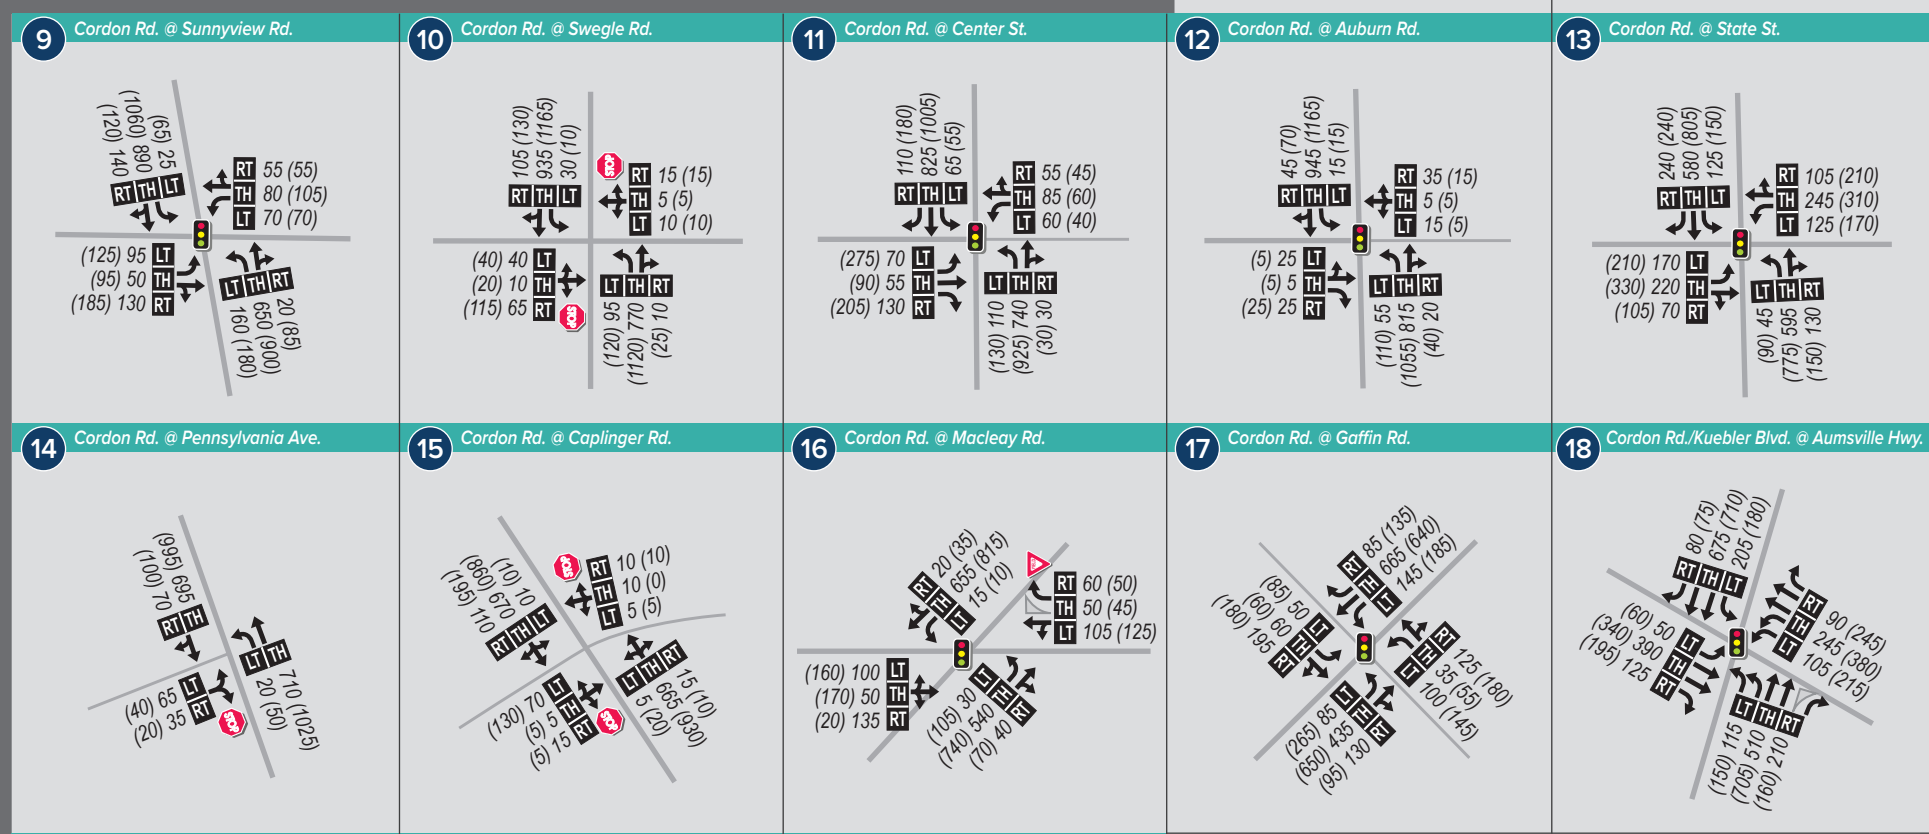 9 Cordon Rd. @ Sunnyview Rd.
(120) 140
(1060) 890
(65) 25
RT TH LT
RT 55 (55)
TH 80 (105)
LT 70 (70)
(125) 95 LT
(95) 50 TH
(185) 130 RT
LT TH RT
160 (180)
650 (900)
20 (85)
10 Cordon Rd. @ Swegle Rd.
105 (130)
935 (1165)
30 (10)
RT TH LT
STOP
RT 15 (15)
TH 5 (5)
LT 10 (10)
(40) 40 LT
(20) 10 TH
(115) 65 RT
STOP
LT TH RT
(120) 95
(1120) 770
(25) 10
11 Cordon Rd. @ Center St.
110 (180)
825 (1005)
65 (55)
RT TH LT
RT 55 (45)
TH 85 (60)
LT 60 (40)
(275) 70 LT
(90) 55 TH
(205) 130 RT
LT TH RT
(130) 110
(925) 740
(30) 30
12 Cordon Rd. @ Auburn Rd.
45 (70)
945 (1165)
15 (15)
RT TH LT
RT 35 (15)
TH 5 (5)
LT 15 (5)
(5) 25 LT
(5) 5 TH
(25) 25 RT
LT TH RT
(110) 55
(1055) 815
(40) 20
13 Cordon Rd. @ State St.
240 (240)
580 (805)
125 (150)
RT TH LT
RT 105 (210)
TH 245 (310)
LT 125 (170)
(210) 170 LT
(330) 220 TH
(105) 70 RT
LT TH RT
(90) 45
(775) 595
(150) 130
14 Cordon Rd. @ Pennsylvania Ave.
(100) 70
(995) 695
RT TH
(40) 65 LT
(20) 35 RT
STOP
LT TH
20 (50)
710 (1025)
15 Cordon Rd. @ Caplinger Rd.
(195) 110
(860) 670
(10) 10
RT TH LT
STOP
RT 10 (10)
TH 10 (0)
LT 5 (5)
(130) 70 LT
(5) 5 TH
(5) 15 RT
STOP
LT TH RT
5 (20)
665 (930)
15 (10)
16 Cordon Rd. @ Macleay Rd.
20 (35)
655 (815)
15 (10)
RT TH LT
RT 60 (50)
TH 50 (45)
LT 105 (125)
(160) 100 LT
(170) 50 TH
(20) 135 RT
LT TH RT
(105) 30
(740) 540
(70) 40
17 Cordon Rd. @ Gaffin Rd.
85 (135)
665 (640)
145 (185)
RT TH LT
(85) 50 LT
(60) 60 TH
(180) 195 RT
RT 125 (180)
TH 35 (55)
LT 100 (145)
LT TH RT
(265) 85
(650) 435
(95) 130
18 Cordon Rd./Kuebler Blvd. @ Aumsville Hwy.
80 (75)
675 (710)
205 (180)
RT TH LT
RT 90 (245)
TH 245 (380)
LT 105 (215)
(60) 50 LT
(340) 390 TH
(195) 125 RT
LT TH RT
(150) 115
(705) 510
(160) 210